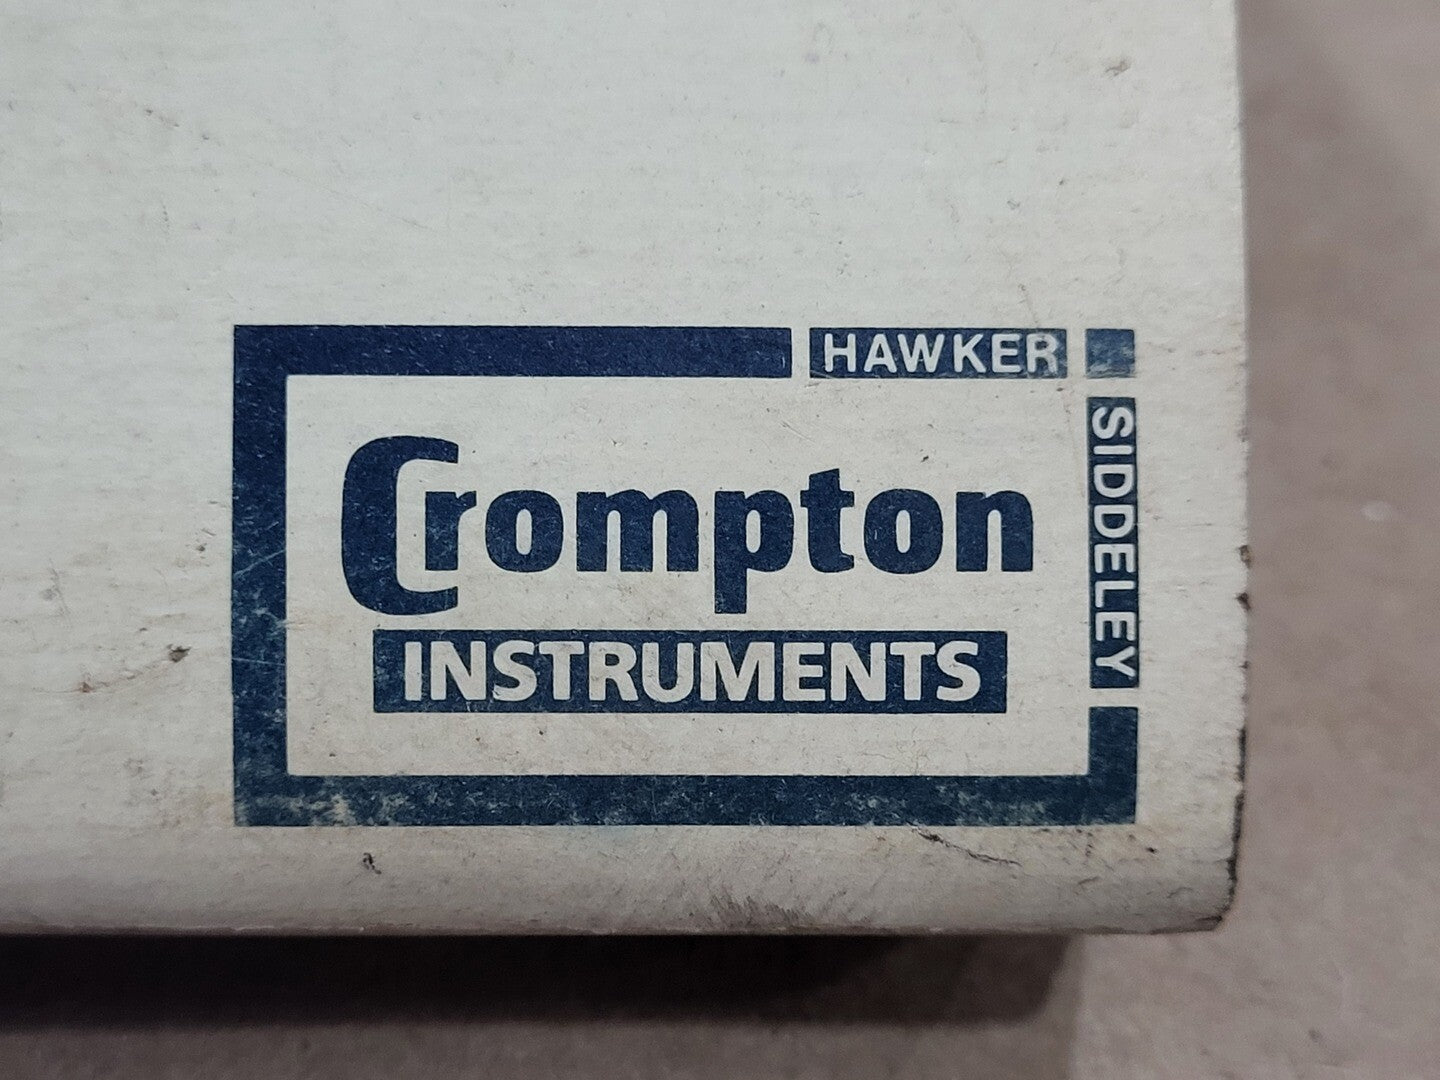 HAWKER
SIDDELEY
Crompton
INSTRUMENTS